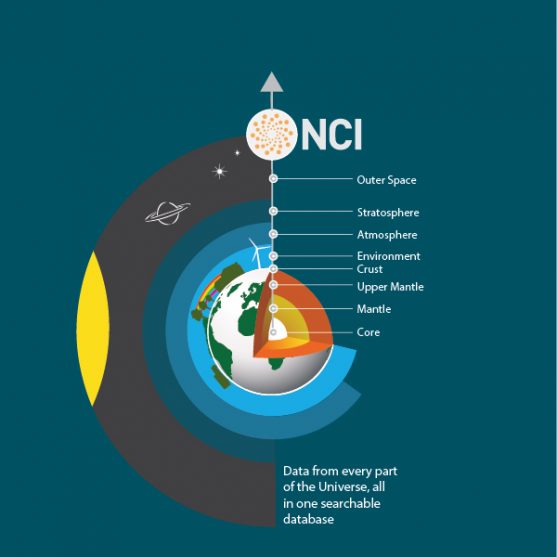 NCI
Outer Space
Stratosphere
Atmosphere
Environment
Crust
Upper Mantle
Mantle
Core
Data from every part
of the Universe, all
in one searchable
database